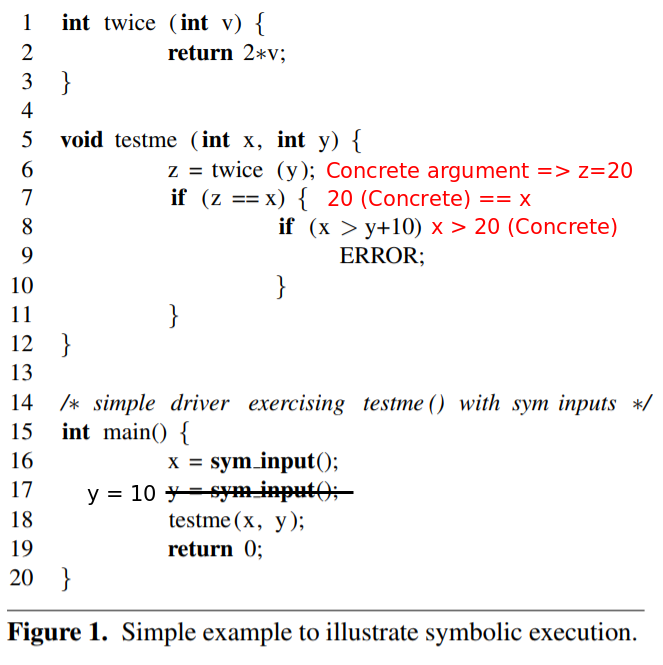 1 int twice (int v) {
2 return 2*v;
3 }
4
5 void testme (int x, int y) {
6 z = twice (y); Concrete argument => z=20
7 if (z == x) { 20 (Concrete) == x
8 if (x > y+10) x > 20 (Concrete)
9 ERROR;
10 }
11 }
12 }
13
14 /* simple driver exercising testme () with sym inputs */
15 int main() {
16 x = sym_input();
17 y = 10 y = sym_input();
18 testme(x, y);
19 return 0;
20 }
Figure 1. Simple example to illustrate symbolic execution.